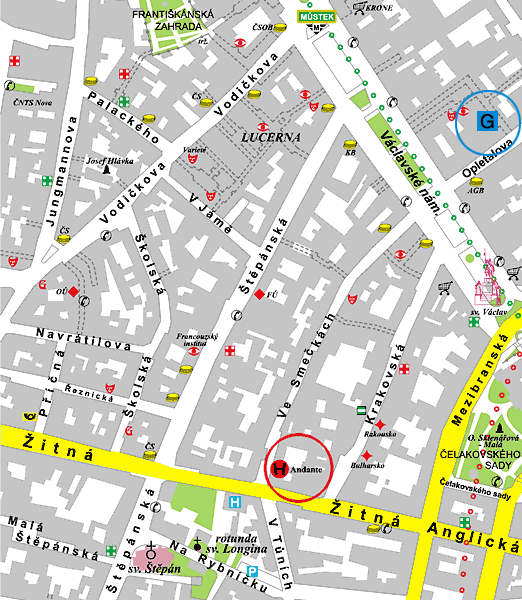 FRANTIŠKÁNSKÁ
ZAHRADA
trž.
ČSOB
MŮSTEK
M
KRONE
ČNTS Nova
Palackého
ČS
Vodičkova
LUCERNA
G
Opletalova
Jungmannova
Josef Hlávka
Varieté
KB
Václavské nám.
AGB
Vodičkova
V Jámě
ČS
Školská
Štěpánská
OÚ
G
FÚ
sv. Václav
Navrátilova
Francouzský
institut
Ve Smečkách
Krakovská
Mezibranská
Příčná
Řeznická
Školská
G
Rakousko
Bulharsko
O. Sklenářová -
Malá
ČELAKOVSKÉHO
SADY
Čelakovského sady
Žitná
ČS
H
Andante
H
Žitná
Anglická
Malá
Štěpánská
Štěpánská
sv. Štěpán
rotunda
sv. Longina
Na Rybníčku
V Tůních
P